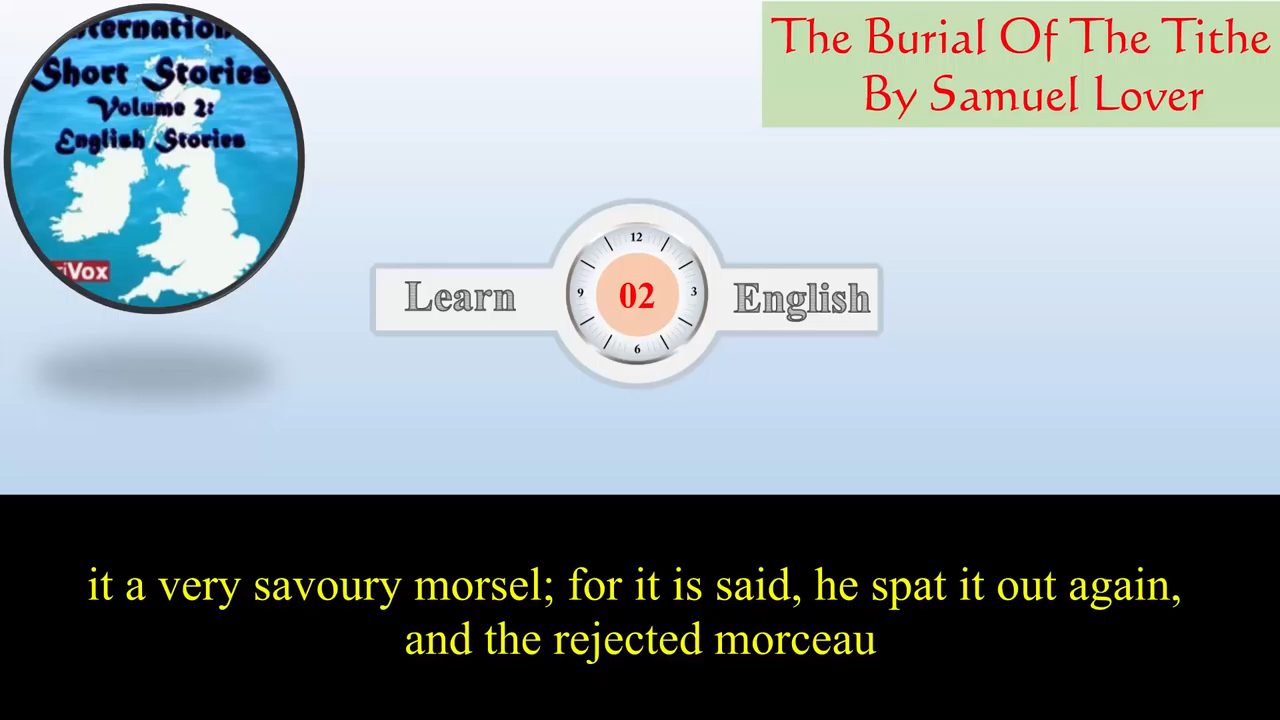 nternation
Short Stories
Volume 2:
English Stories
riVox
The Burial Of The Tithe
By Samuel Lover
Learn
12
9
02
3
6
English
it a very savoury morsel; for it is said, he spat it out again,
and the rejected morceau